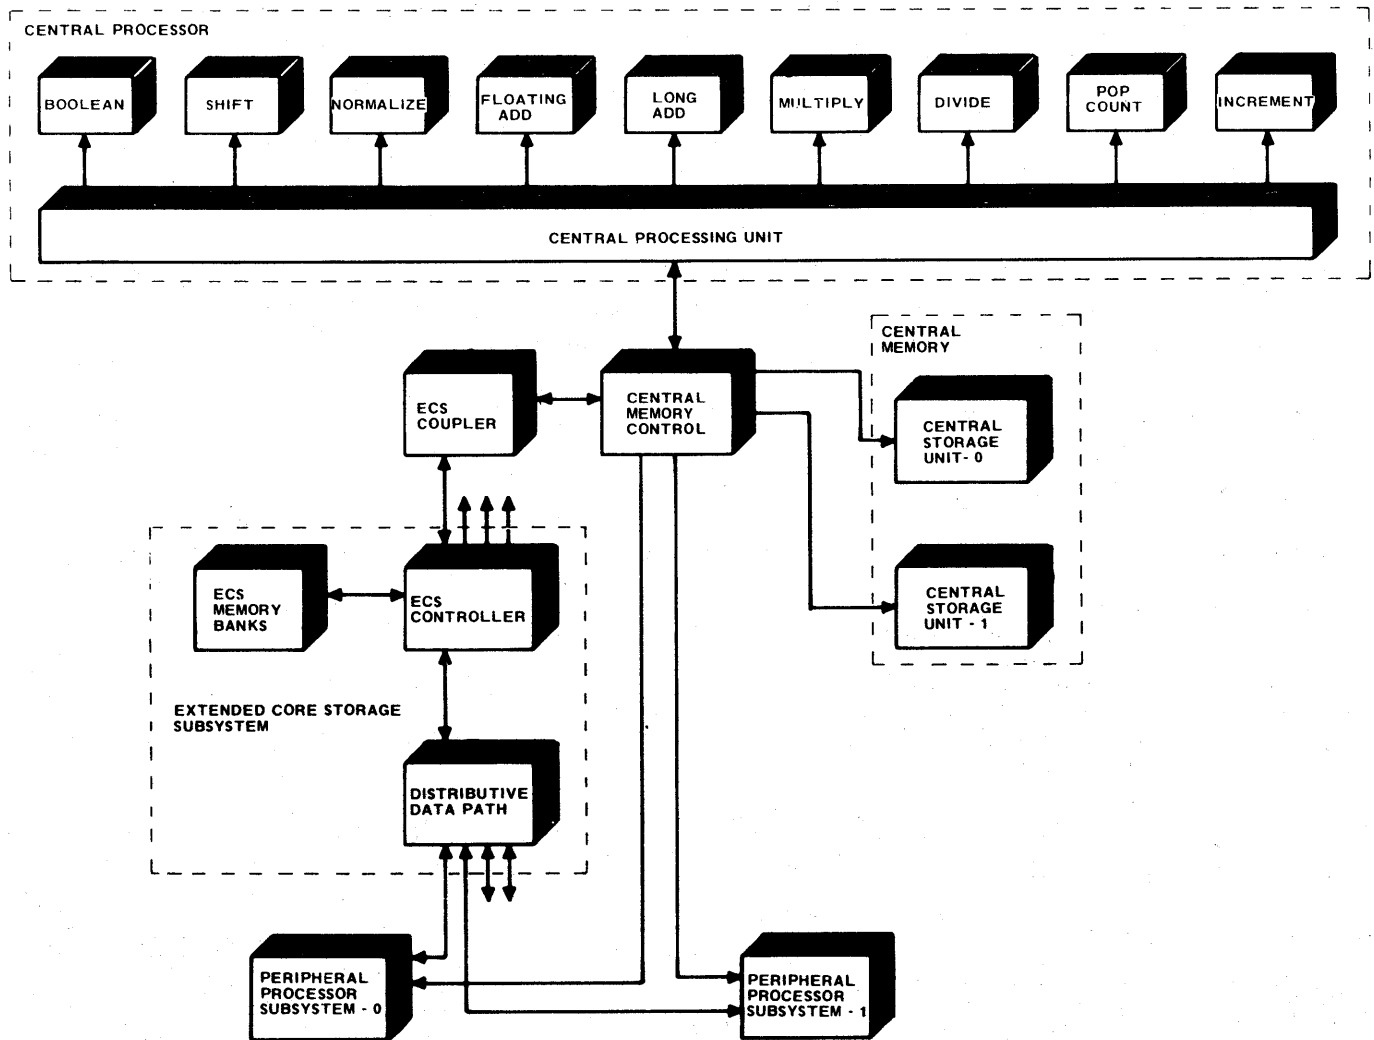 CENTRAL PROCESSOR
BOOLEAN
SHIFT
NORMALIZE
FLOATING
ADD
LONG
ADD
MULTIPLY
DIVIDE
POP
COUNT
INCREMENT
CENTRAL PROCESSING UNIT
CENTRAL
MEMORY
ECS
COUPLER
CENTRAL
MEMORY
CONTROL
CENTRAL
STORAGE
UNIT- 0
ECS
MEMORY
BANKS
ECS
CONTROLLER
CENTRAL
STORAGE
UNIT - 1
EXTENDED CORE STORAGE
SUBSYSTEM
DISTRIBUTIVE
DATA PATH
PERIPHERAL
PROCESSOR
SUBSYSTEM - 0
PERIPHERAL
PROCESSOR
SUBSYSTEM - 1